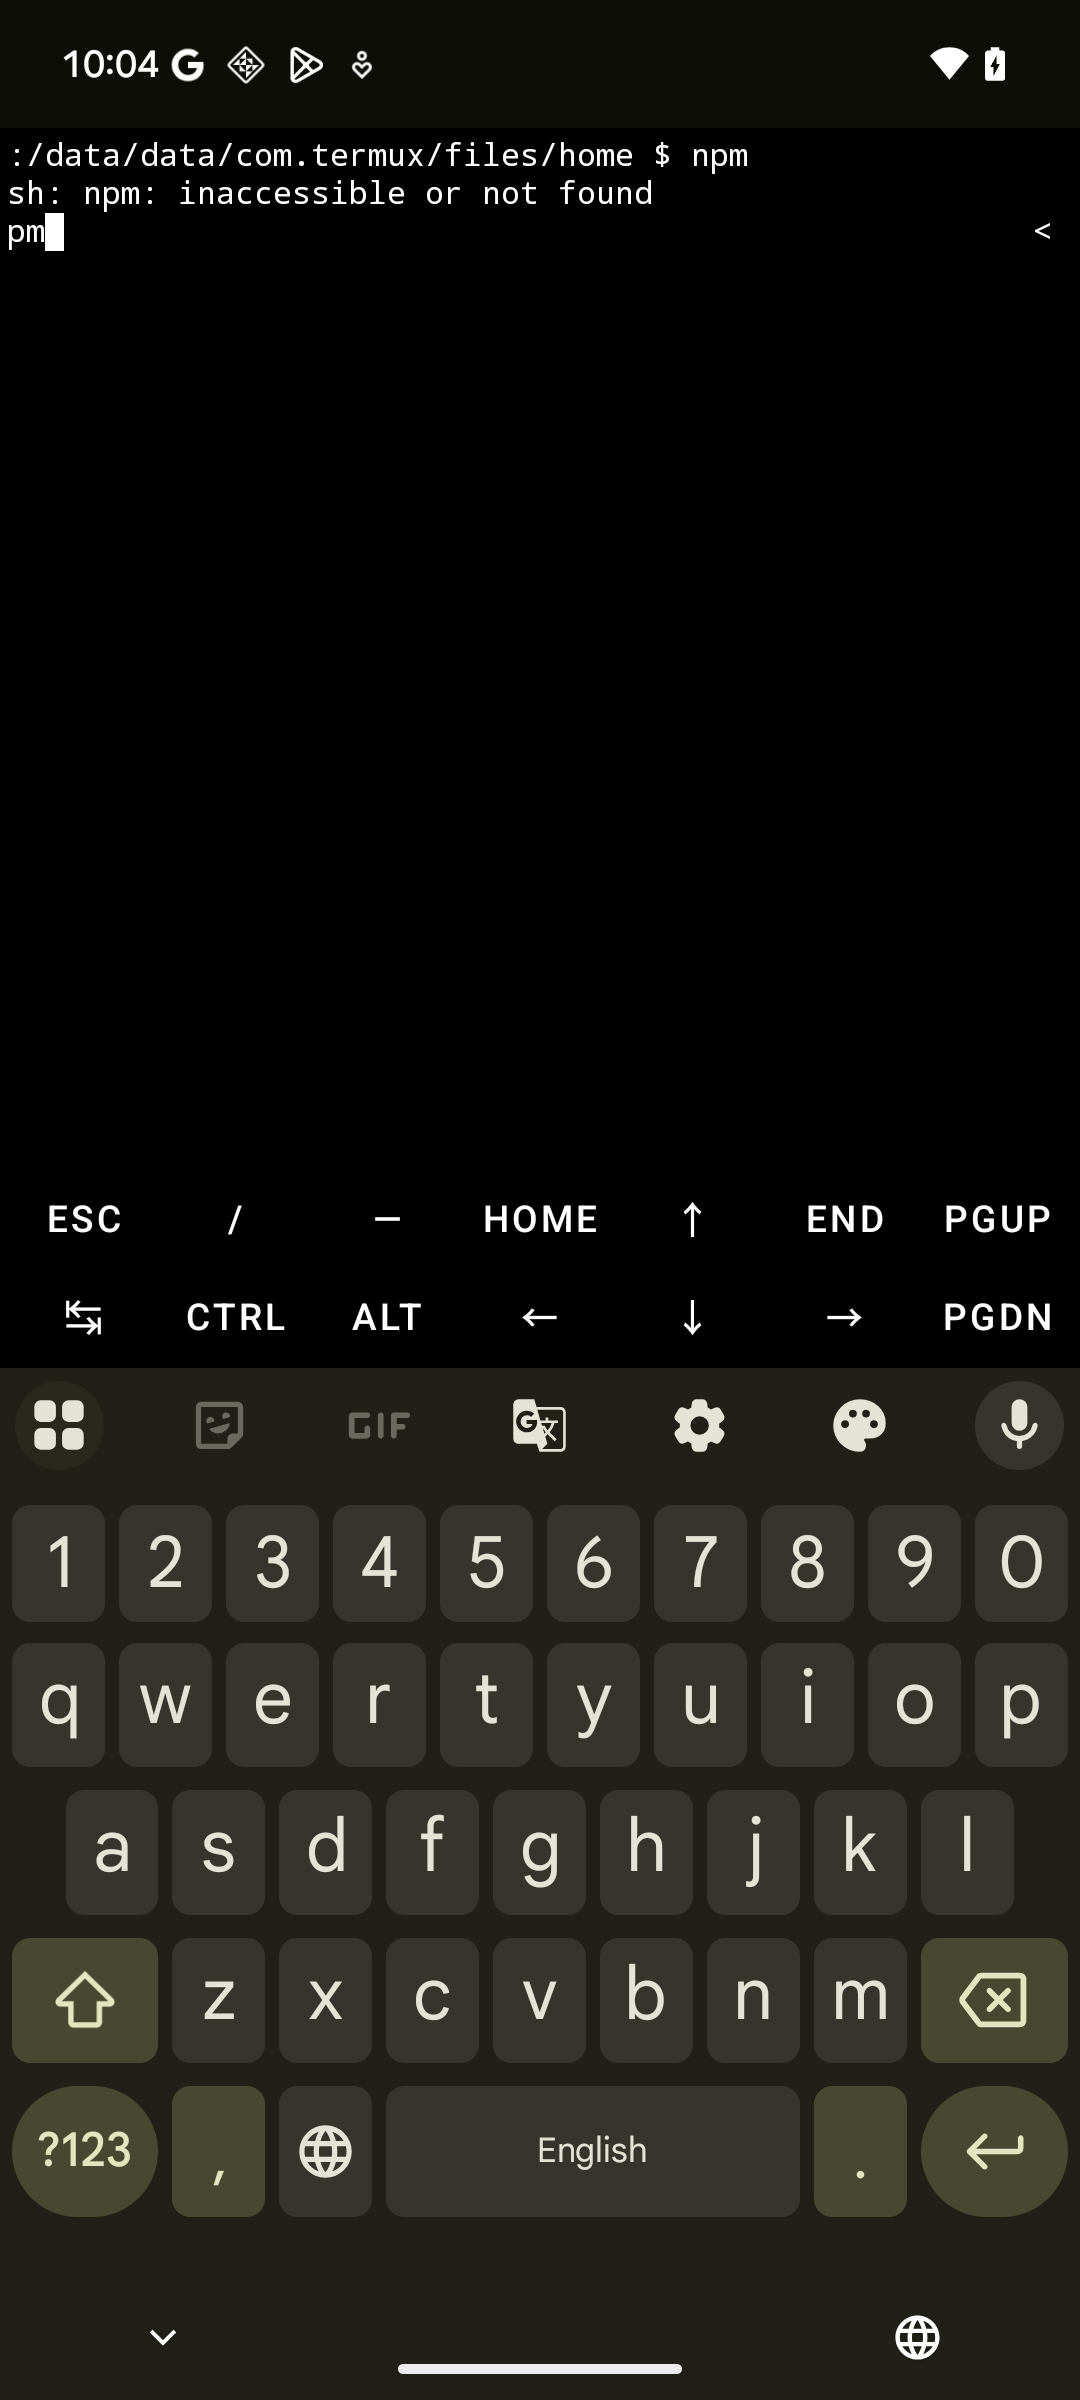 10:04
:/data/data/com.termux/files/home $ npm
sh: npm: inaccessible or not found
pm <
ESC / − HOME ↑ END PGUP
↹ CTRL ALT ← ↓ → PGDN
GIF G 文
1 2 3 4 5 6 7 8 9 0
q w e r t y u i o p
a s d f g h j k l
z x c v b n m
?123 , English .